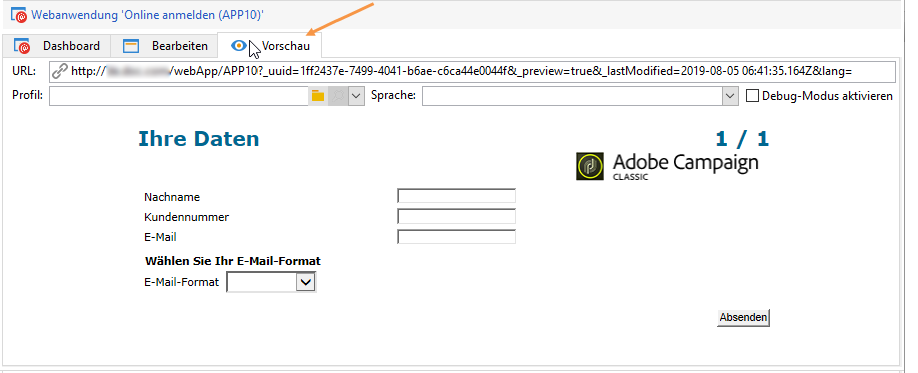 Webanwendung 'Online anmelden (APP10)'
Dashboard Bearbeiten Vorschau
URL: http:// /webApp/APP10?_uuid=1ff2437e-7499-4041-b6ae-c6ca44e0044f&_preview=true&_lastModified=2019-08-05 06:41:35.164Z&lang=
Profil: Sprache: Debug-Modus aktivieren
Ihre Daten 1 / 1
Adobe Campaign
CLASSIC
Nachname
Kundennummer
E-Mail
Wählen Sie Ihr E-Mail-Format
E-Mail-Format
Absenden